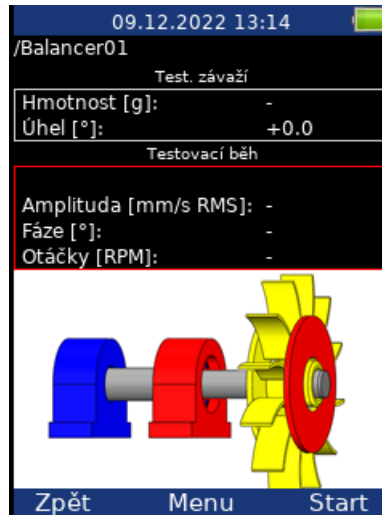 09.12.2022 13:14
/Balancer01
Test. závaží
Hmotnost [g]: -
Úhel [°]: +0.0
Testovací běh
Amplituda [mm/s RMS]: -
Fáze [°]: -
Otáčky [RPM]: -
Zpět Menu Start